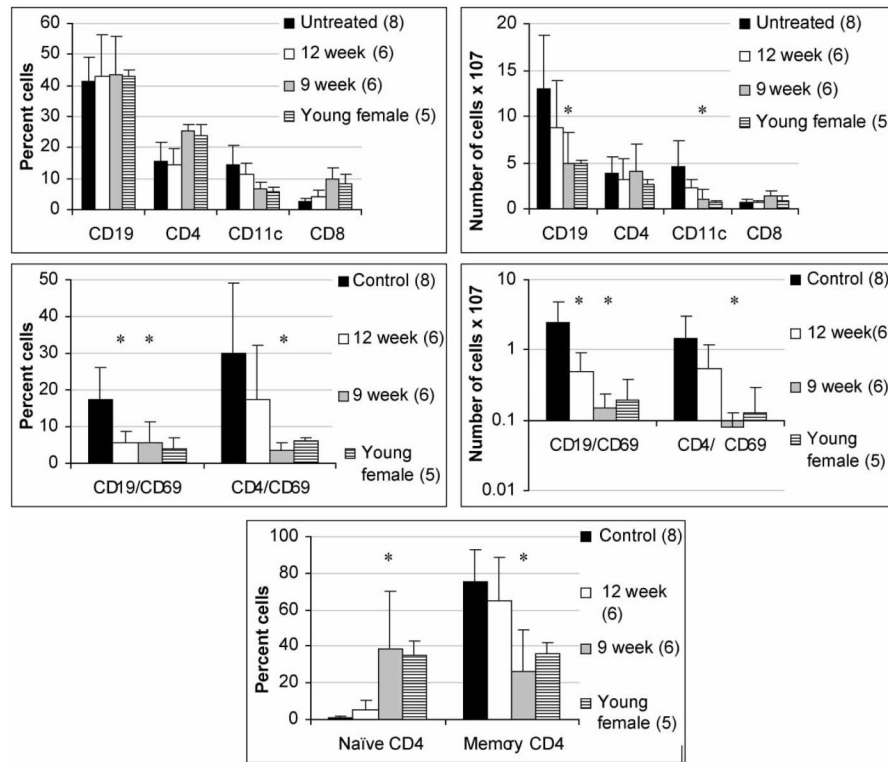 Percent cells
60
50
40
30
20
10
0
CD19 CD4 CD11c CD8
Untreated (8)
12 week (6)
9 week (6)
Young female (5)
Number of cells x 107
20
15
10
5
0
* *
CD19 CD4 CD11c CD8
Untreated (8)
12 week (6)
9 week (6)
Young female (5)
Percent cells
50
40
30
20
10
0
* * *
CD19/CD69 CD4/CD69
Control (8)
12 week (6)
9 week (6)
Young
female (5)
Number of cells x 107
10
1
0.1
0.01
* * *
CD19/CD69 CD4/ CD69
Control (8)
12 week(6
9 week (6)
Young
female (5)
Percent cells
100
80
60
40
20
0
* *
Naïve CD4 Memory CD4
Control (8)
12 week
(6)
9 week (6)
Young
female (5)